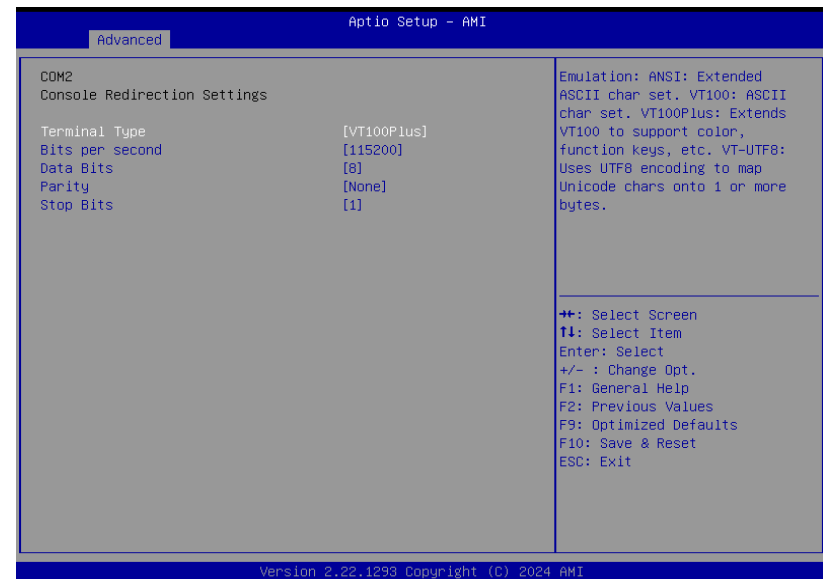 Aptio Setup – AMI
Advanced
COM2
Console Redirection Settings
Terminal Type [VT100Plus]
Bits per second [115200]
Data Bits [8]
Parity [None]
Stop Bits [1]
Emulation: ANSI: Extended
ASCII char set. VT100: ASCII
char set. VT100Plus: Extends
VT100 to support color,
function keys, etc. VT-UTF8:
Uses UTF8 encoding to map
Unicode chars onto 1 or more
bytes.
→←: Select Screen
↑↓: Select Item
Enter: Select
+/- : Change Opt.
F1: General Help
F2: Previous Values
F9: Optimized Defaults
F10: Save & Reset
ESC: Exit
Version 2.22.1293 Copyright (C) 2024 AMI